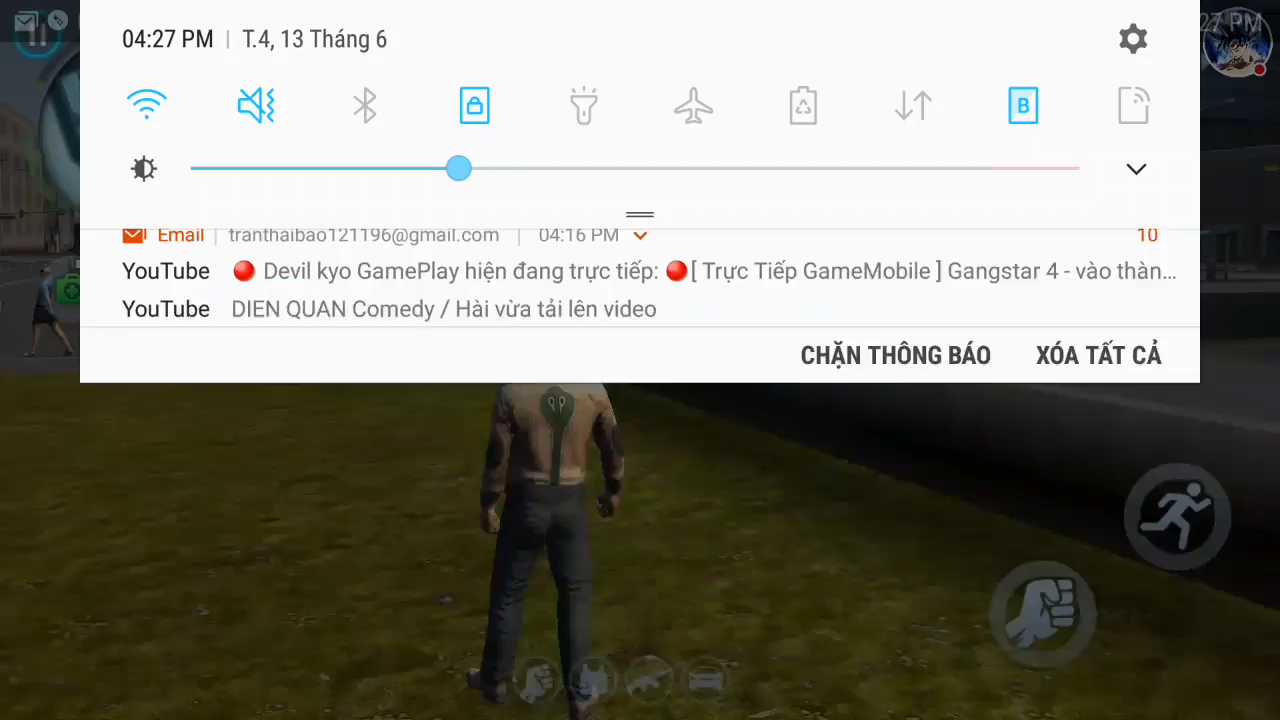 04:27 PM | T.4, 13 Tháng 6
27 PM
B
Email | tranthaibao121196@gmail.com | 04:16 PM 10
YouTube 🔴 Devil kyo GamePlay hiện đang trực tiếp: 🔴[ Trực Tiếp GameMobile ] Gangstar 4 - vào thàn...
YouTube DIEN QUAN Comedy / Hài vừa tải lên video
CHẶN THÔNG BÁO XÓA TẤT CẢ